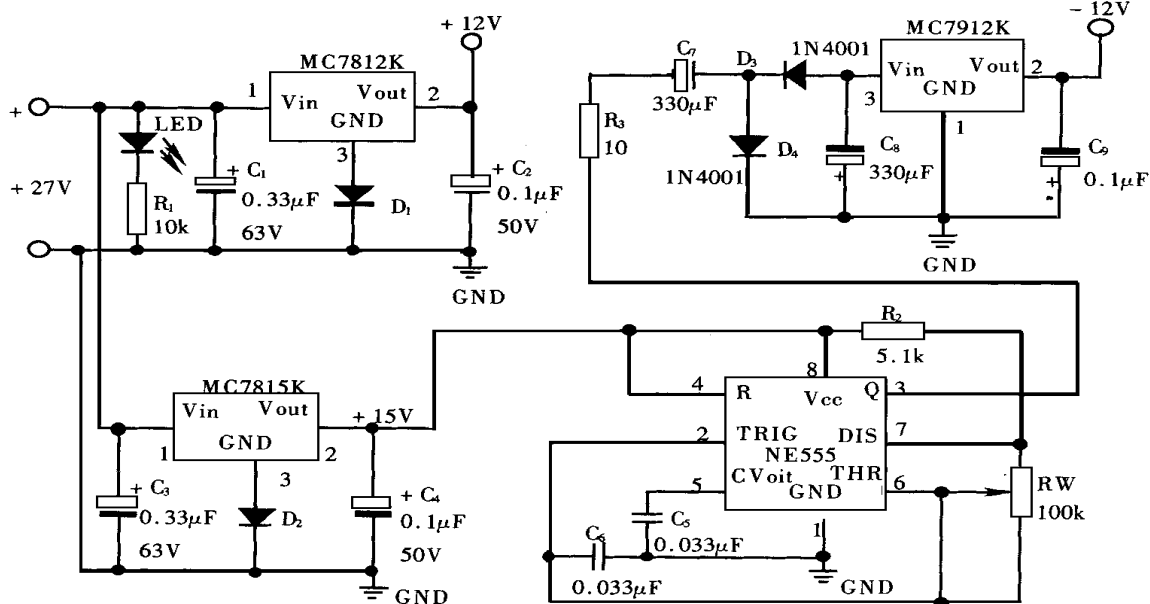 + 12V
MC7812K
1
Vin
Vout
2
GND
3
+
LED
+ 27V
R1
10k
+ C1
0.33µF
63V
D1
+ C2
0.1µF
50V
GND
MC7815K
Vin
Vout
GND
1
2
3
+ 15V
+ C3
0.33µF
63V
D2
+ C4
0.1µF
50V
GND
- 12V
MC7912K
C7
330µF
D3
1N4001
Vin
Vout
GND
3
2
1
R3
10
D4
1N4001
C8
330µF
+
C9
0.1µF
+
GND
R2
5.1k
8
4
R
Vcc
Q
3
2
TRIG
DIS
7
NE555
5
CVoit
THR
6
GND
1
RW
100k
C5
0.033µF
C6
0.033µF
GND